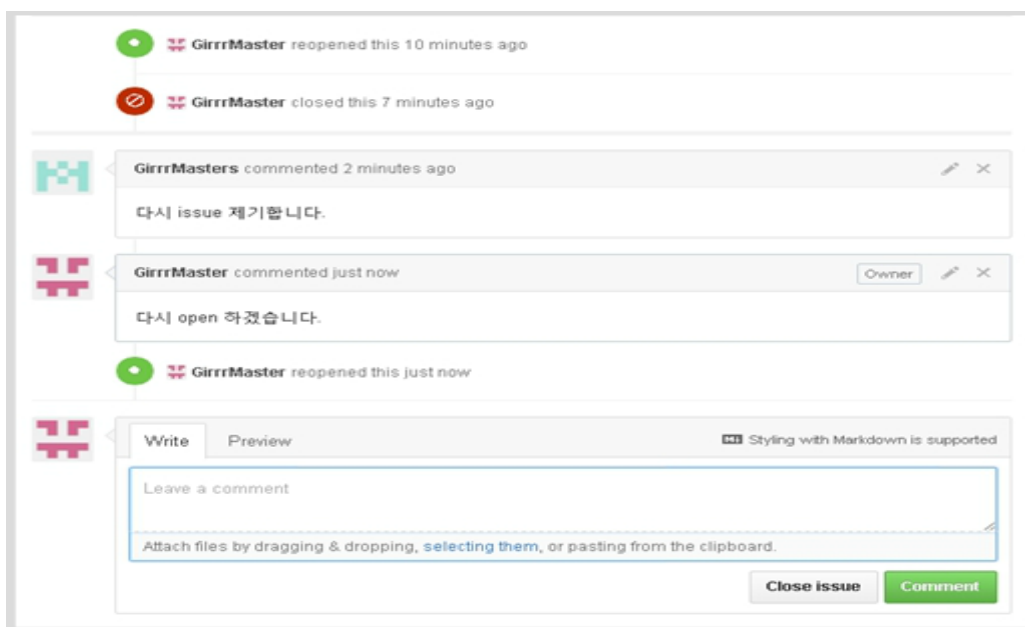 GirrrMaster reopened this 10 minutes ago
GirrrMaster closed this 7 minutes ago
GirrrMasters commented 2 minutes ago
다시 issue 제기합니다.
GirrrMaster commented just now Owner
다시 open 하겠습니다.
GirrrMaster reopened this just now
Write Preview Styling with Markdown is supported
Leave a comment
Attach files by dragging & dropping, selecting them, or pasting from the clipboard.
Close issue Comment